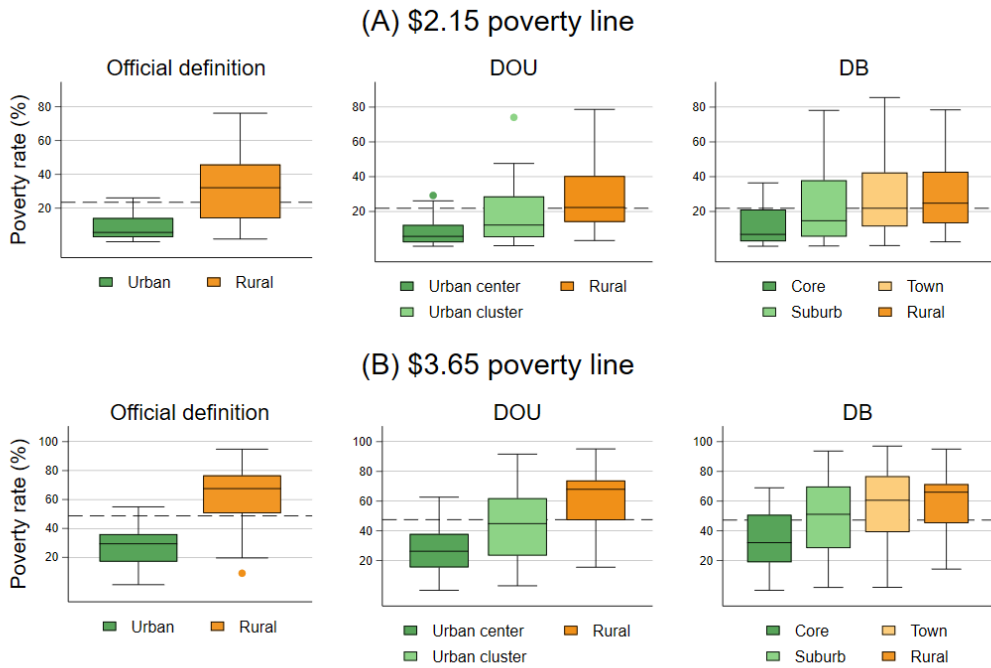 (A) $2.15 poverty line
Official definition
DOU
DB
Poverty rate (%)
80
60
40
20
80
60
40
20
80
60
40
20
Urban
Rural
Urban center
Rural
Urban cluster
Core
Town
Suburb
Rural
(B) $3.65 poverty line
Official definition
DOU
DB
Poverty rate (%)
100
80
60
40
20
100
80
60
40
20
100
80
60
40
20
Urban
Rural
Urban center
Rural
Urban cluster
Core
Town
Suburb
Rural